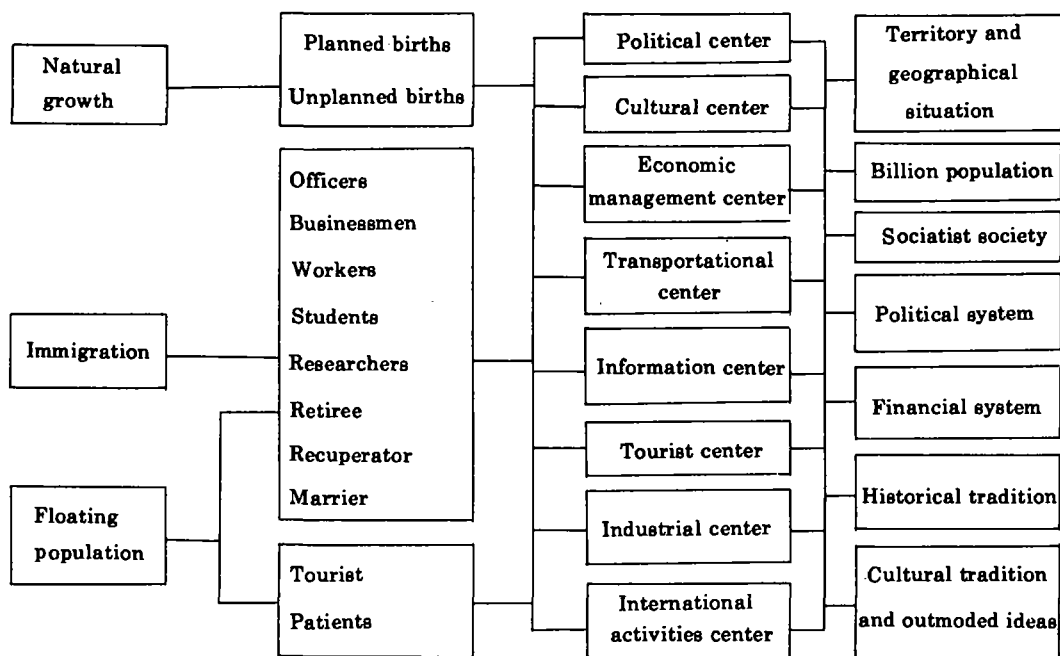 Natural
growth
Immigration
Floating
population
Planned births
Unplanned births
Officers
Businessmen
Workers
Students
Researchers
Retiree
Recuperator
Marrier
Tourist
Patients
Political center
Cultural center
Economic
management center
Transportational
center
Information center
Tourist center
Industrial center
International
activities center
Territory and
geographical
situation
Billion population
Sociatist society
Political system
Financial system
Historical tradition
Cultural tradition
and outmoded ideas